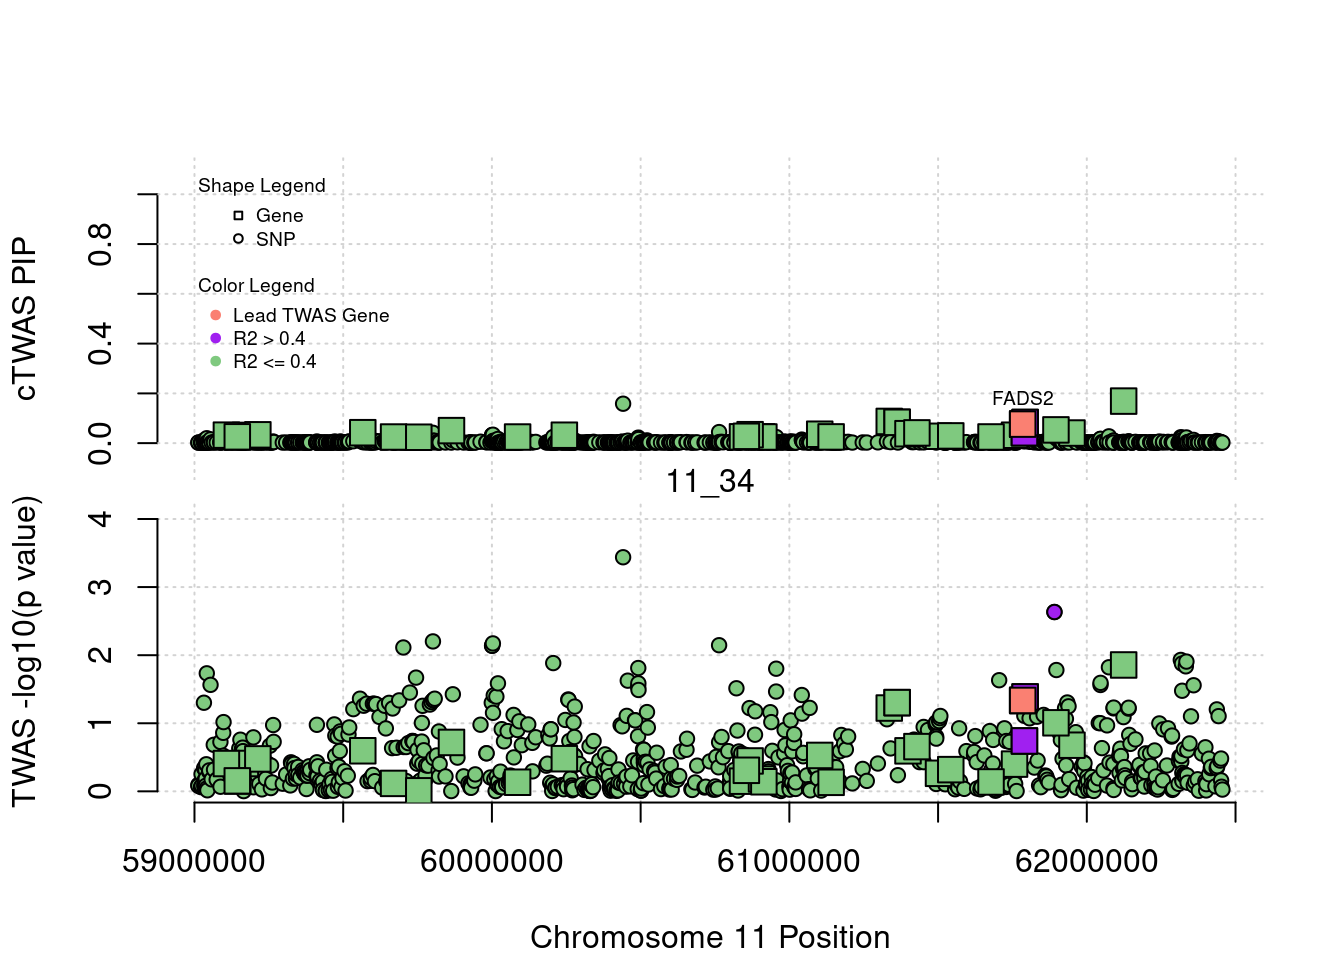 Shape Legend
Gene
SNP
Color Legend
Lead TWAS Gene
R2 > 0.4
R2 <= 0.4
cTWAS PIP
0.8
0.4
0.0
FADS2
11_34
TWAS -log10(p value)
4
3
2
1
0
59000000 60000000 61000000 62000000
Chromosome 11 Position